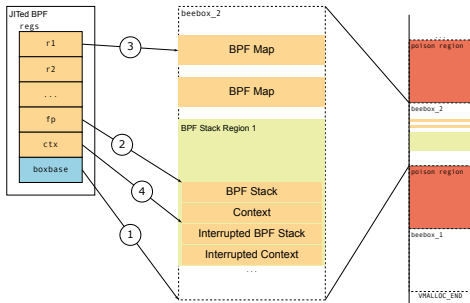 JITed BPF
regs
r1
r2
...
fp
ctx
boxbase
3
2
4
1
beebox_2
BPF Map
BPF Map
BPF Stack Region 1
BPF Stack
Context
Interrupted BPF Stack
Interrupted Context
...
...
poison region
beebox_2
poison region
beebox_1
VMALLOC_END